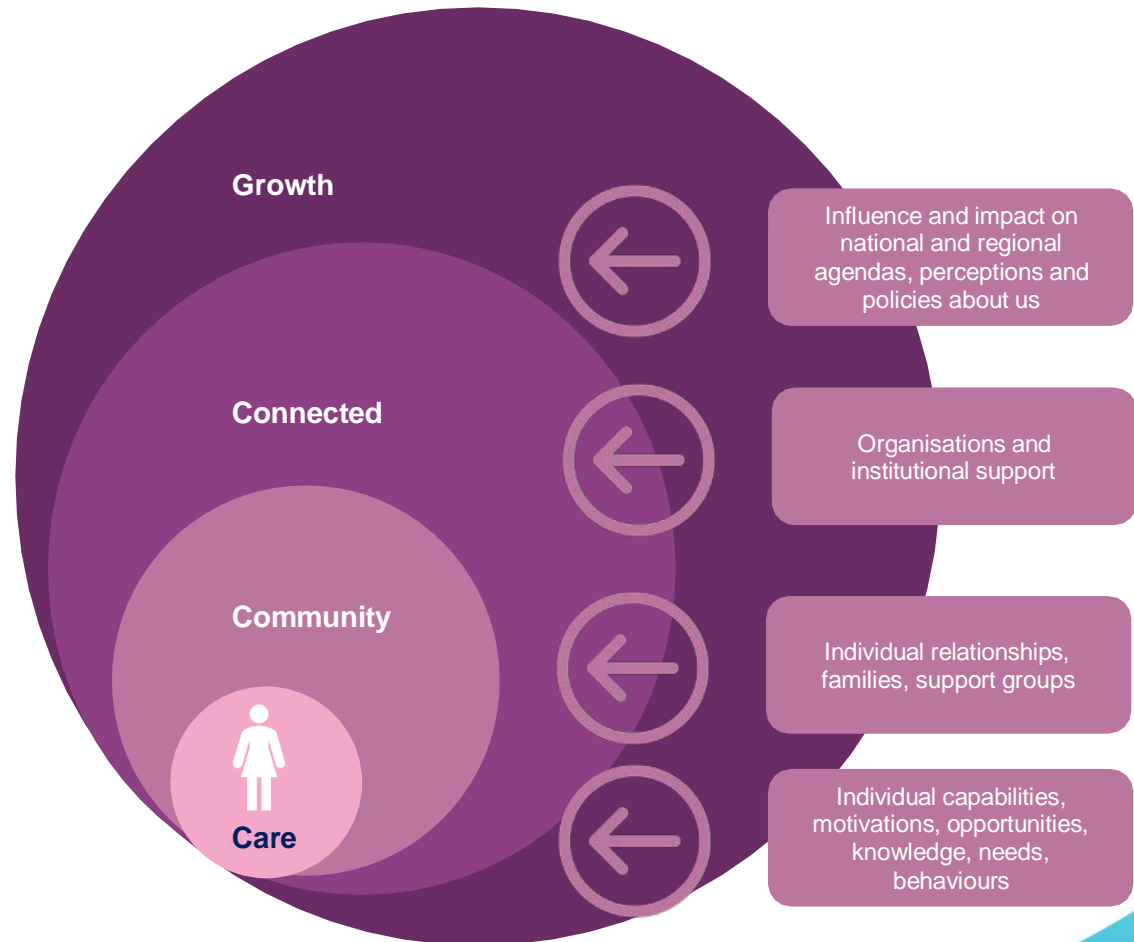 Growth
Influence and impact on
national and regional
agendas, perceptions and
policies about us
Connected
Organisations and
institutional support
Community
Individual relationships,
families, support groups
Care
Individual capabilities,
motivations, opportunities,
knowledge, needs,
behaviours